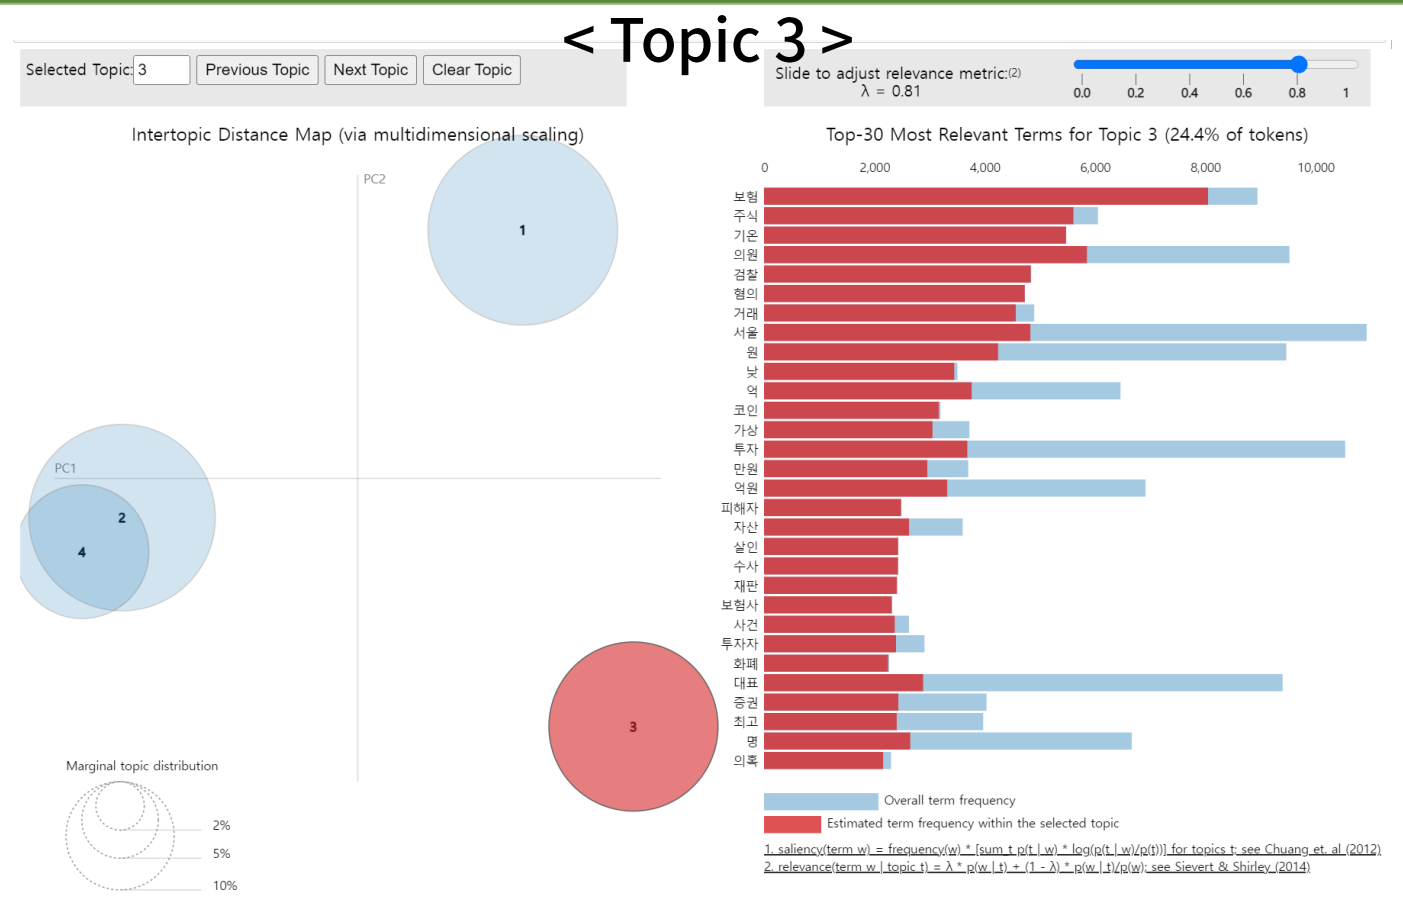 < Topic 3 >
Selected Topic: 3 Previous Topic Next Topic Clear Topic
Slide to adjust relevance metric:(2)
λ = 0.81
0.0 0.2 0.4 0.6 0.8 1
Intertopic Distance Map (via multidimensional scaling)
PC2
1
PC1
2
4
3
Marginal topic distribution
2%
5%
10%
Top-30 Most Relevant Terms for Topic 3 (24.4% of tokens)
0 2,000 4,000 6,000 8,000 10,000
보험
주식
기온
의원
검찰
혐의
거래
서울
원
낮
억
코인
가상
투자
만원
억원
피해자
자산
살인
수사
재판
보험사
사건
투자자
화폐
대표
증권
최고
명
의혹
Overall term frequency
Estimated term frequency within the selected topic
1. saliency(term w) = frequency(w) * [sum_t p(t | w) * log(p(t | w)/p(t))] for topics t; see Chuang et. al (2012)
2. relevance(term w | topic t) = λ * p(w | t) + (1 - λ) * p(w | t)/p(w); see Sievert & Shirley (2014)